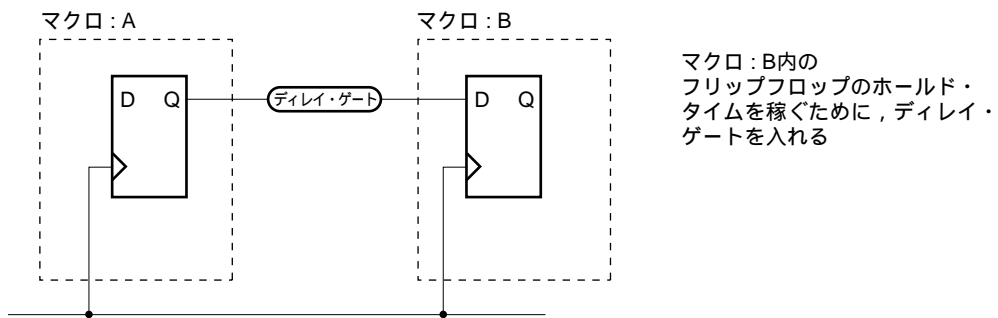 マクロ：A
マクロ：B
D Q
ディレイ・ゲート
D Q
マクロ：B内の
フリップフロップのホールド・
タイムを稼ぐために，ディレイ・
ゲートを入れる